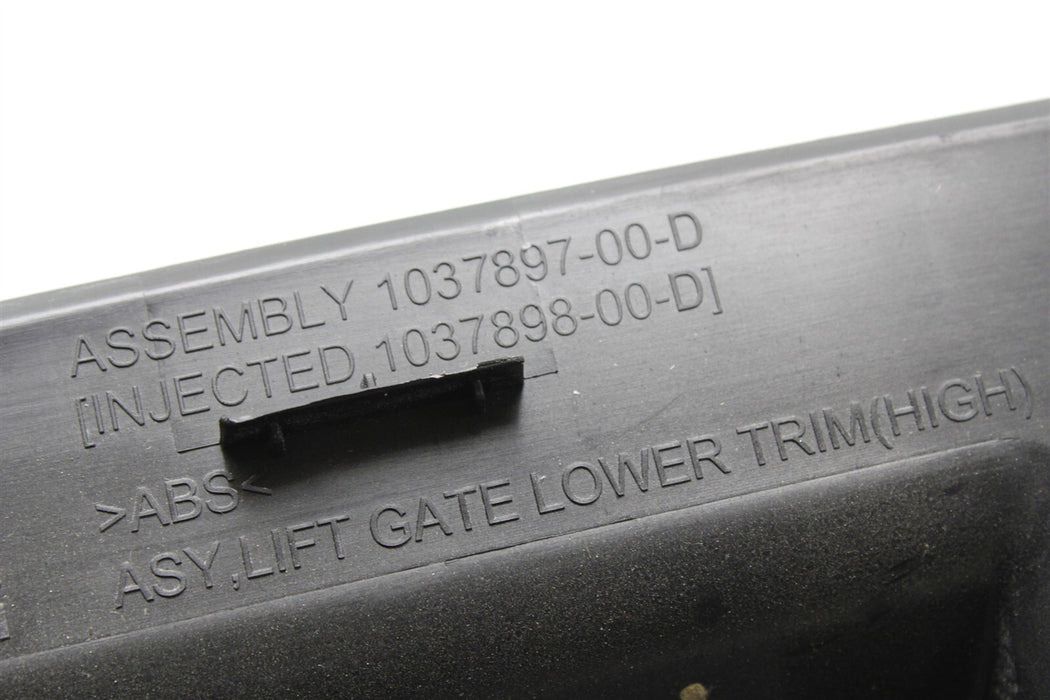 ASSEMBLY 1037897-00-D
[INJECTED,1037898-00-D]
>ABS<
ASY,LIFT GATE LOWER TRIM(HIGH)